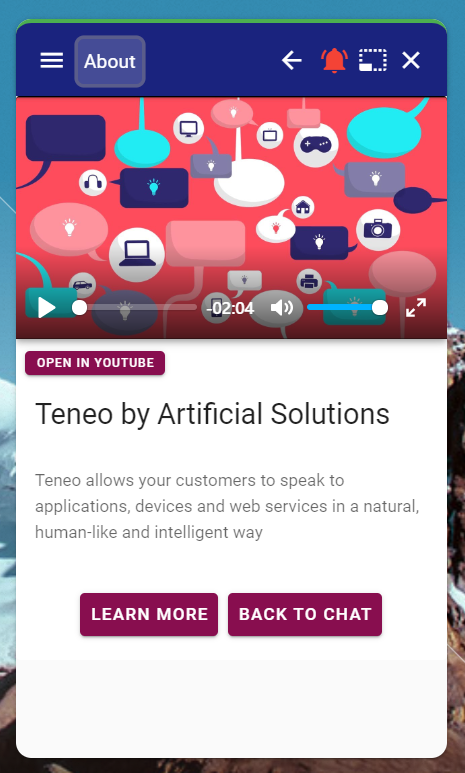 About
-02:04
OPEN IN YOUTUBE
Teneo by Artificial Solutions
Teneo allows your customers to speak to
applications, devices and web services in a natural,
human-like and intelligent way
LEARN MORE
BACK TO CHAT